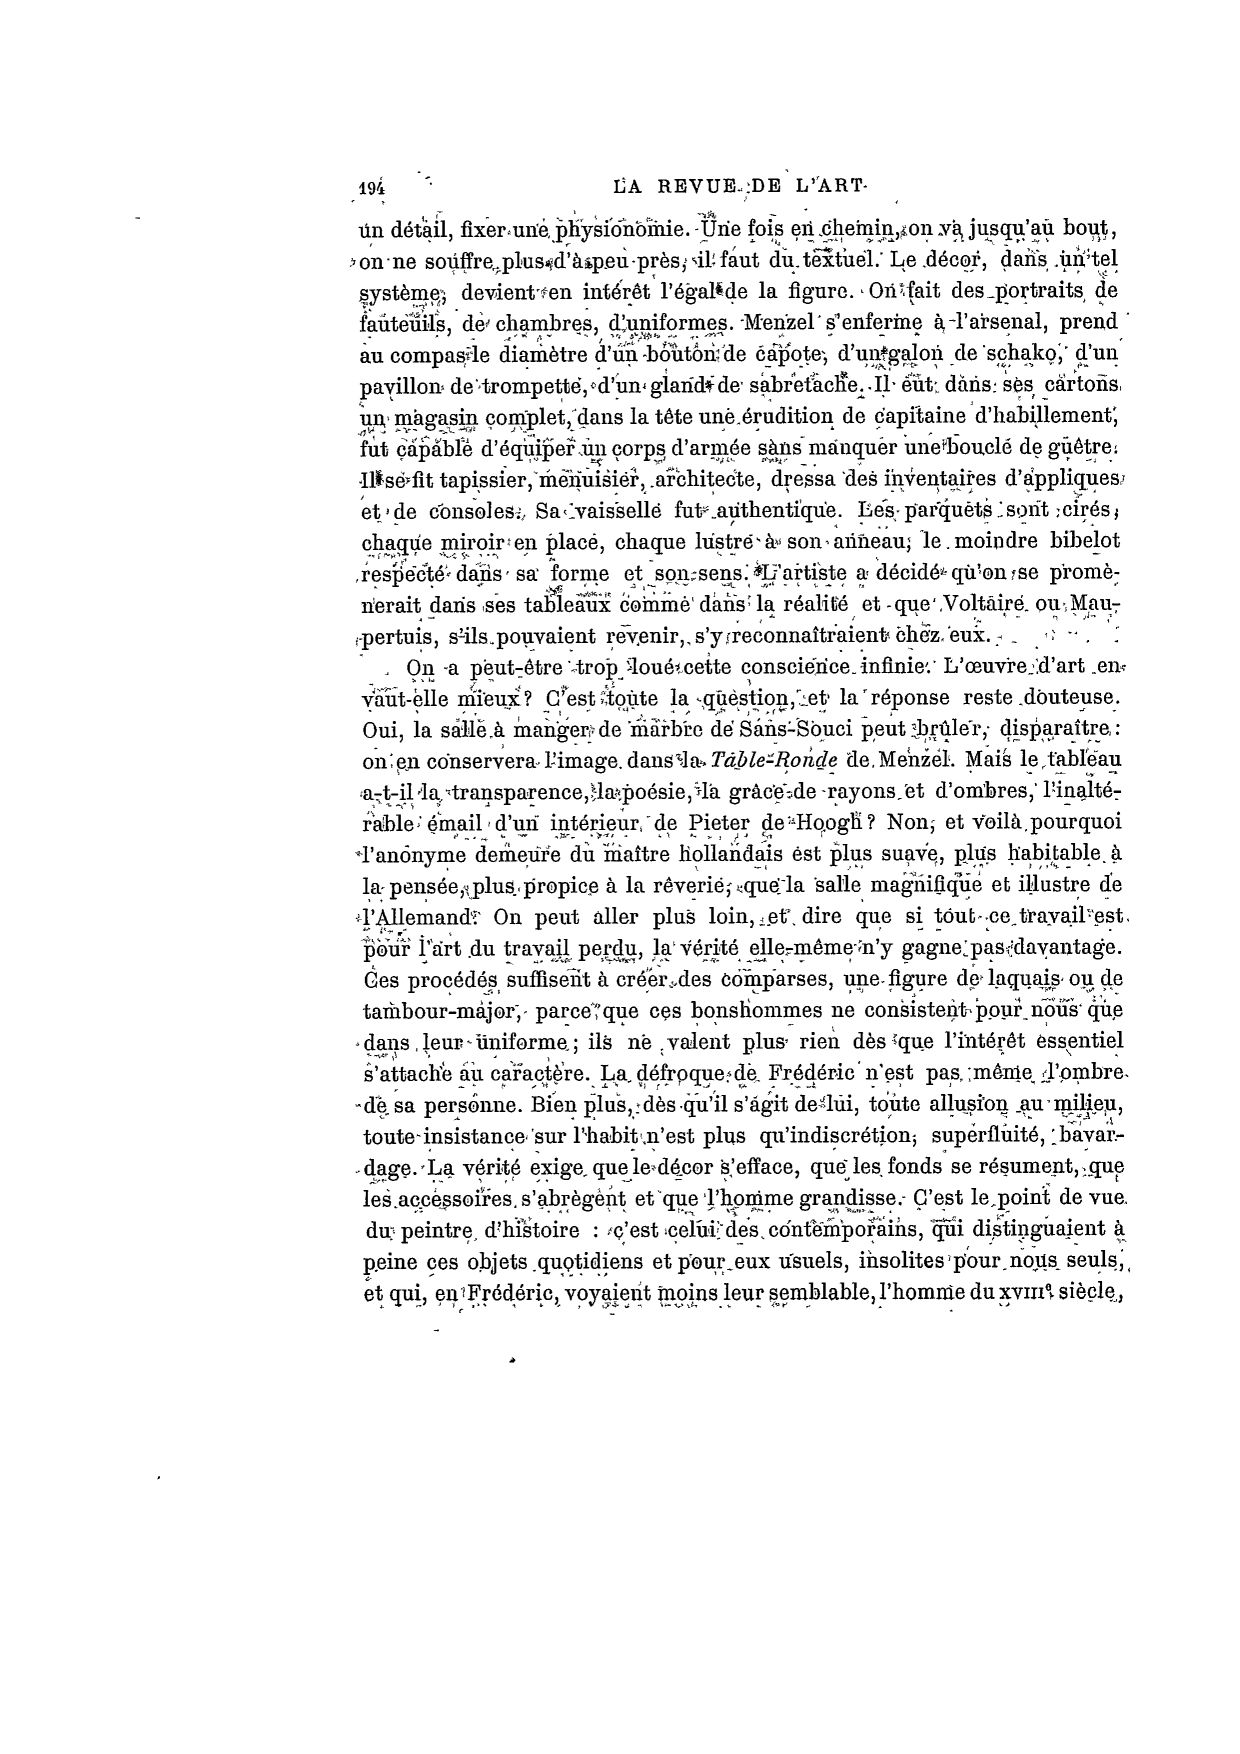 194 LA REVUE DE L'ART
un détail, fixer une physionomie. Une fois en chemin, on va jusqu'au bout,
on ne souffre plus d'à peu près, il faut du textuel. Le décor, dans un tel
système, devient en intérêt l'égal de la figure. On fait des portraits de
fauteuils, de chambres, d'uniformes. Menzel s'enferme à l'arsenal, prend
au compas le diamètre d'un bouton de capote, d'un galon de schako, d'un
pavillon de trompette, d'un gland de sabretache. Il eut dans ses cartons
un magasin complet, dans la tête une érudition de capitaine d'habillement,
fut capable d'équiper un corps d'armée sans manquer une boucle de guêtre.
Il se fit tapissier, menuisier, architecte, dressa des inventaires d'appliques
et de consoles. Sa vaisselle fut authentique. Les parquets sont cirés,
chaque miroir en place, chaque lustre à son anneau, le moindre bibelot
respecté dans sa forme et son sens. L'artiste a décidé qu'on se promè-
nerait dans ses tableaux comme dans la réalité et que Voltaire ou Mau-
pertuis, s'ils pouvaient revenir, s'y reconnaîtraient chez eux.
On a peut-être trop loué cette conscience infinie. L'œuvre d'art en
vaut-elle mieux? C'est toute la question, et la réponse reste douteuse.
Oui, la salle à manger de marbre de Sans-Souci peut brûler, disparaître :
on en conservera l'image dans la Table-Ronde de Menzel. Mais le tableau
a-t-il la transparence, la poésie, la grâce de rayons et d'ombres, l'inalté-
rable émail d'un intérieur de Pieter de Hoogh? Non, et voilà pourquoi
l'anonyme demeure du maître hollandais est plus suave, plus habitable à
la pensée, plus propice à la rêverie, que la salle magnifique et illustre de
l'Allemand. On peut aller plus loin, et dire que si tout ce travail est
pour l'art du travail perdu, la vérité elle-même n'y gagne pas davantage.
Ces procédés suffisent à créer des comparses, une figure de laquais ou de
tambour-major, parce que ces bonshommes ne consistent pour nous que
dans leur uniforme ; ils ne valent plus rien dès que l'intérêt essentiel
s'attache au caractère. La défroque de Frédéric n'est pas même l'ombre
de sa personne. Bien plus, dès qu'il s'agit de lui, toute allusion au milieu,
toute insistance sur l'habit n'est plus qu'indiscrétion, superfluité, bavar-
dage. La vérité exige que le décor s'efface, que les fonds se résument, que
les accessoires s'abrègent et que l'homme grandisse. C'est le point de vue
du peintre d'histoire : c'est celui des contemporains, qui distinguaient à
peine ces objets quotidiens et pour eux usuels, insolites pour nous seuls,
et qui, en Frédéric, voyaient moins leur semblable, l'homme du XVIIIe siècle,